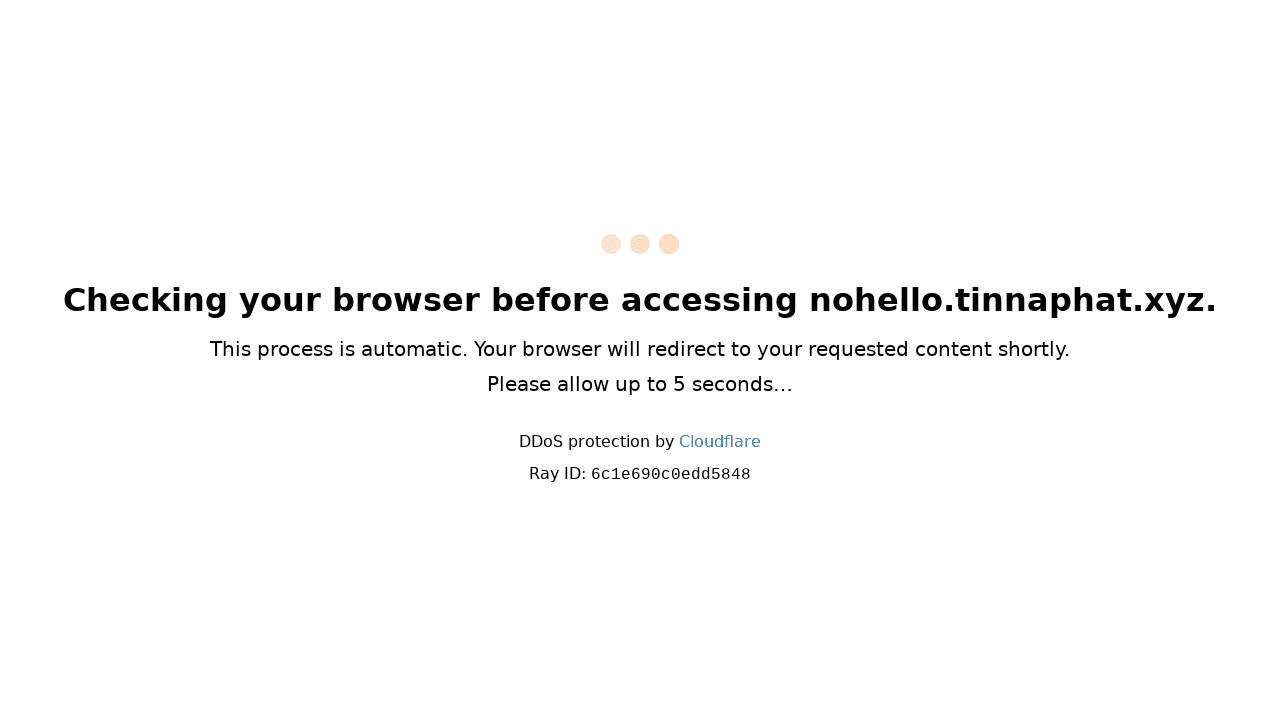 Checking your browser before accessing nohello.tinnaphat.xyz.
This process is automatic. Your browser will redirect to your requested content shortly.
Please allow up to 5 seconds…
DDoS protection by Cloudflare
Ray ID: 6c1e690c0edd5848